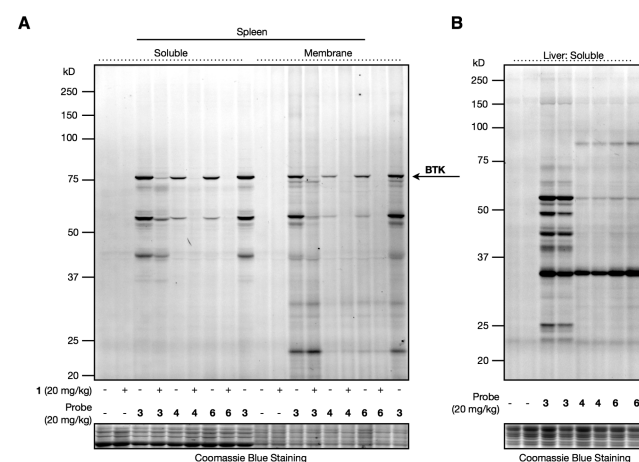 A
Spleen
Soluble
Membrane
kD
250
150
100
75
50
37
25
20
BTK
1 (20 mg/kg) - + - + - + - + - - + - + - + - + -
Probe
(20 mg/kg)
- - 3 3 4 4 6 6 3 - - 3 3 4 4 6 6 3
Coomassie Blue Staining
B
Liver: Soluble
kD
250
150
100
75
50
37
25
20
Probe
(20 mg/kg)
- - 3 3 4 4 6 6
Coomassie Blue Staining